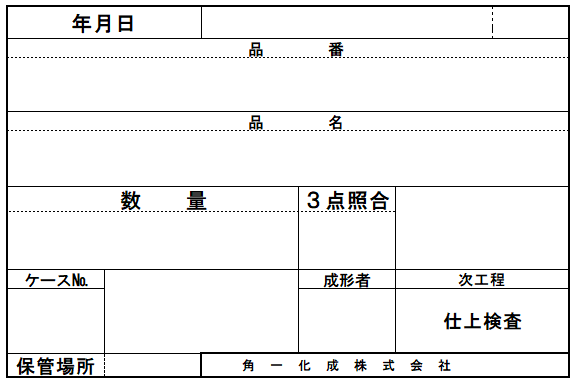 年月日
品　番
品　名
数　量　３点照合
ケース№　成形者　次工程
仕上検査
保管場所　角一化成株式会社